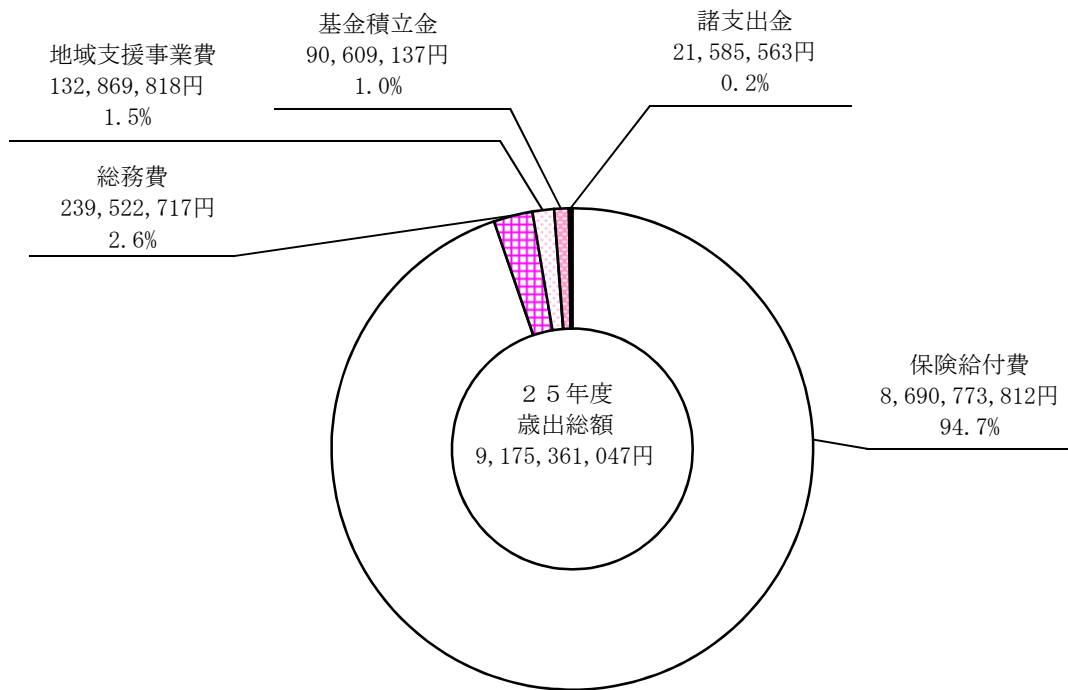 基金積立金
90,609,137円
1.0%
諸支出金
21,585,563円
0.2%
地域支援事業費
132,869,818円
1.5%
総務費
239,522,717円
2.6%
保険給付費
8,690,773,812円
94.7%
２５年度
歳出総額
9,175,361,047円